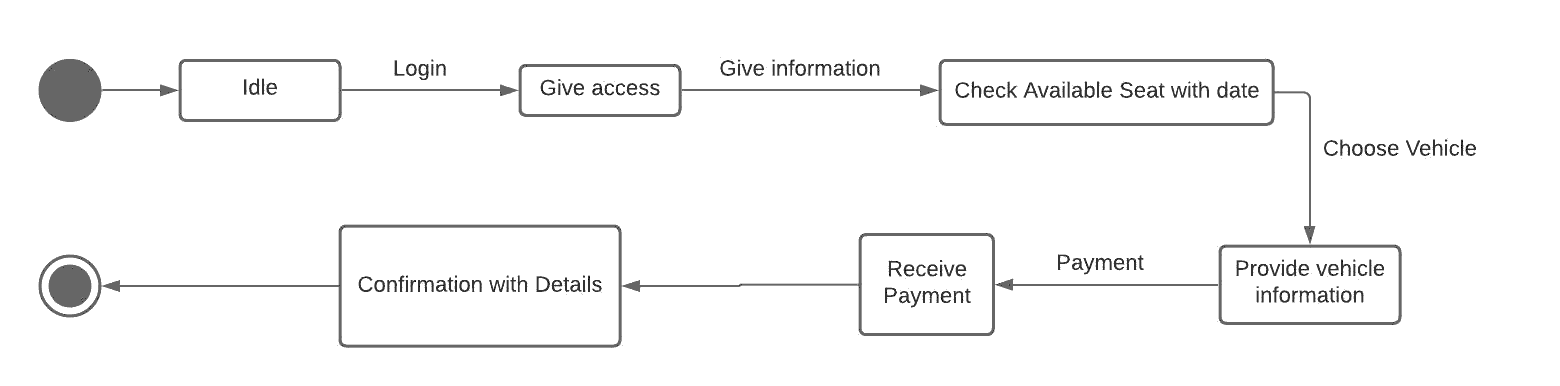 Idle
Login
Give access
Give information
Check Available Seat with date
Choose Vehicle
Provide vehicle
information
Payment
Receive
Payment
Confirmation with Details